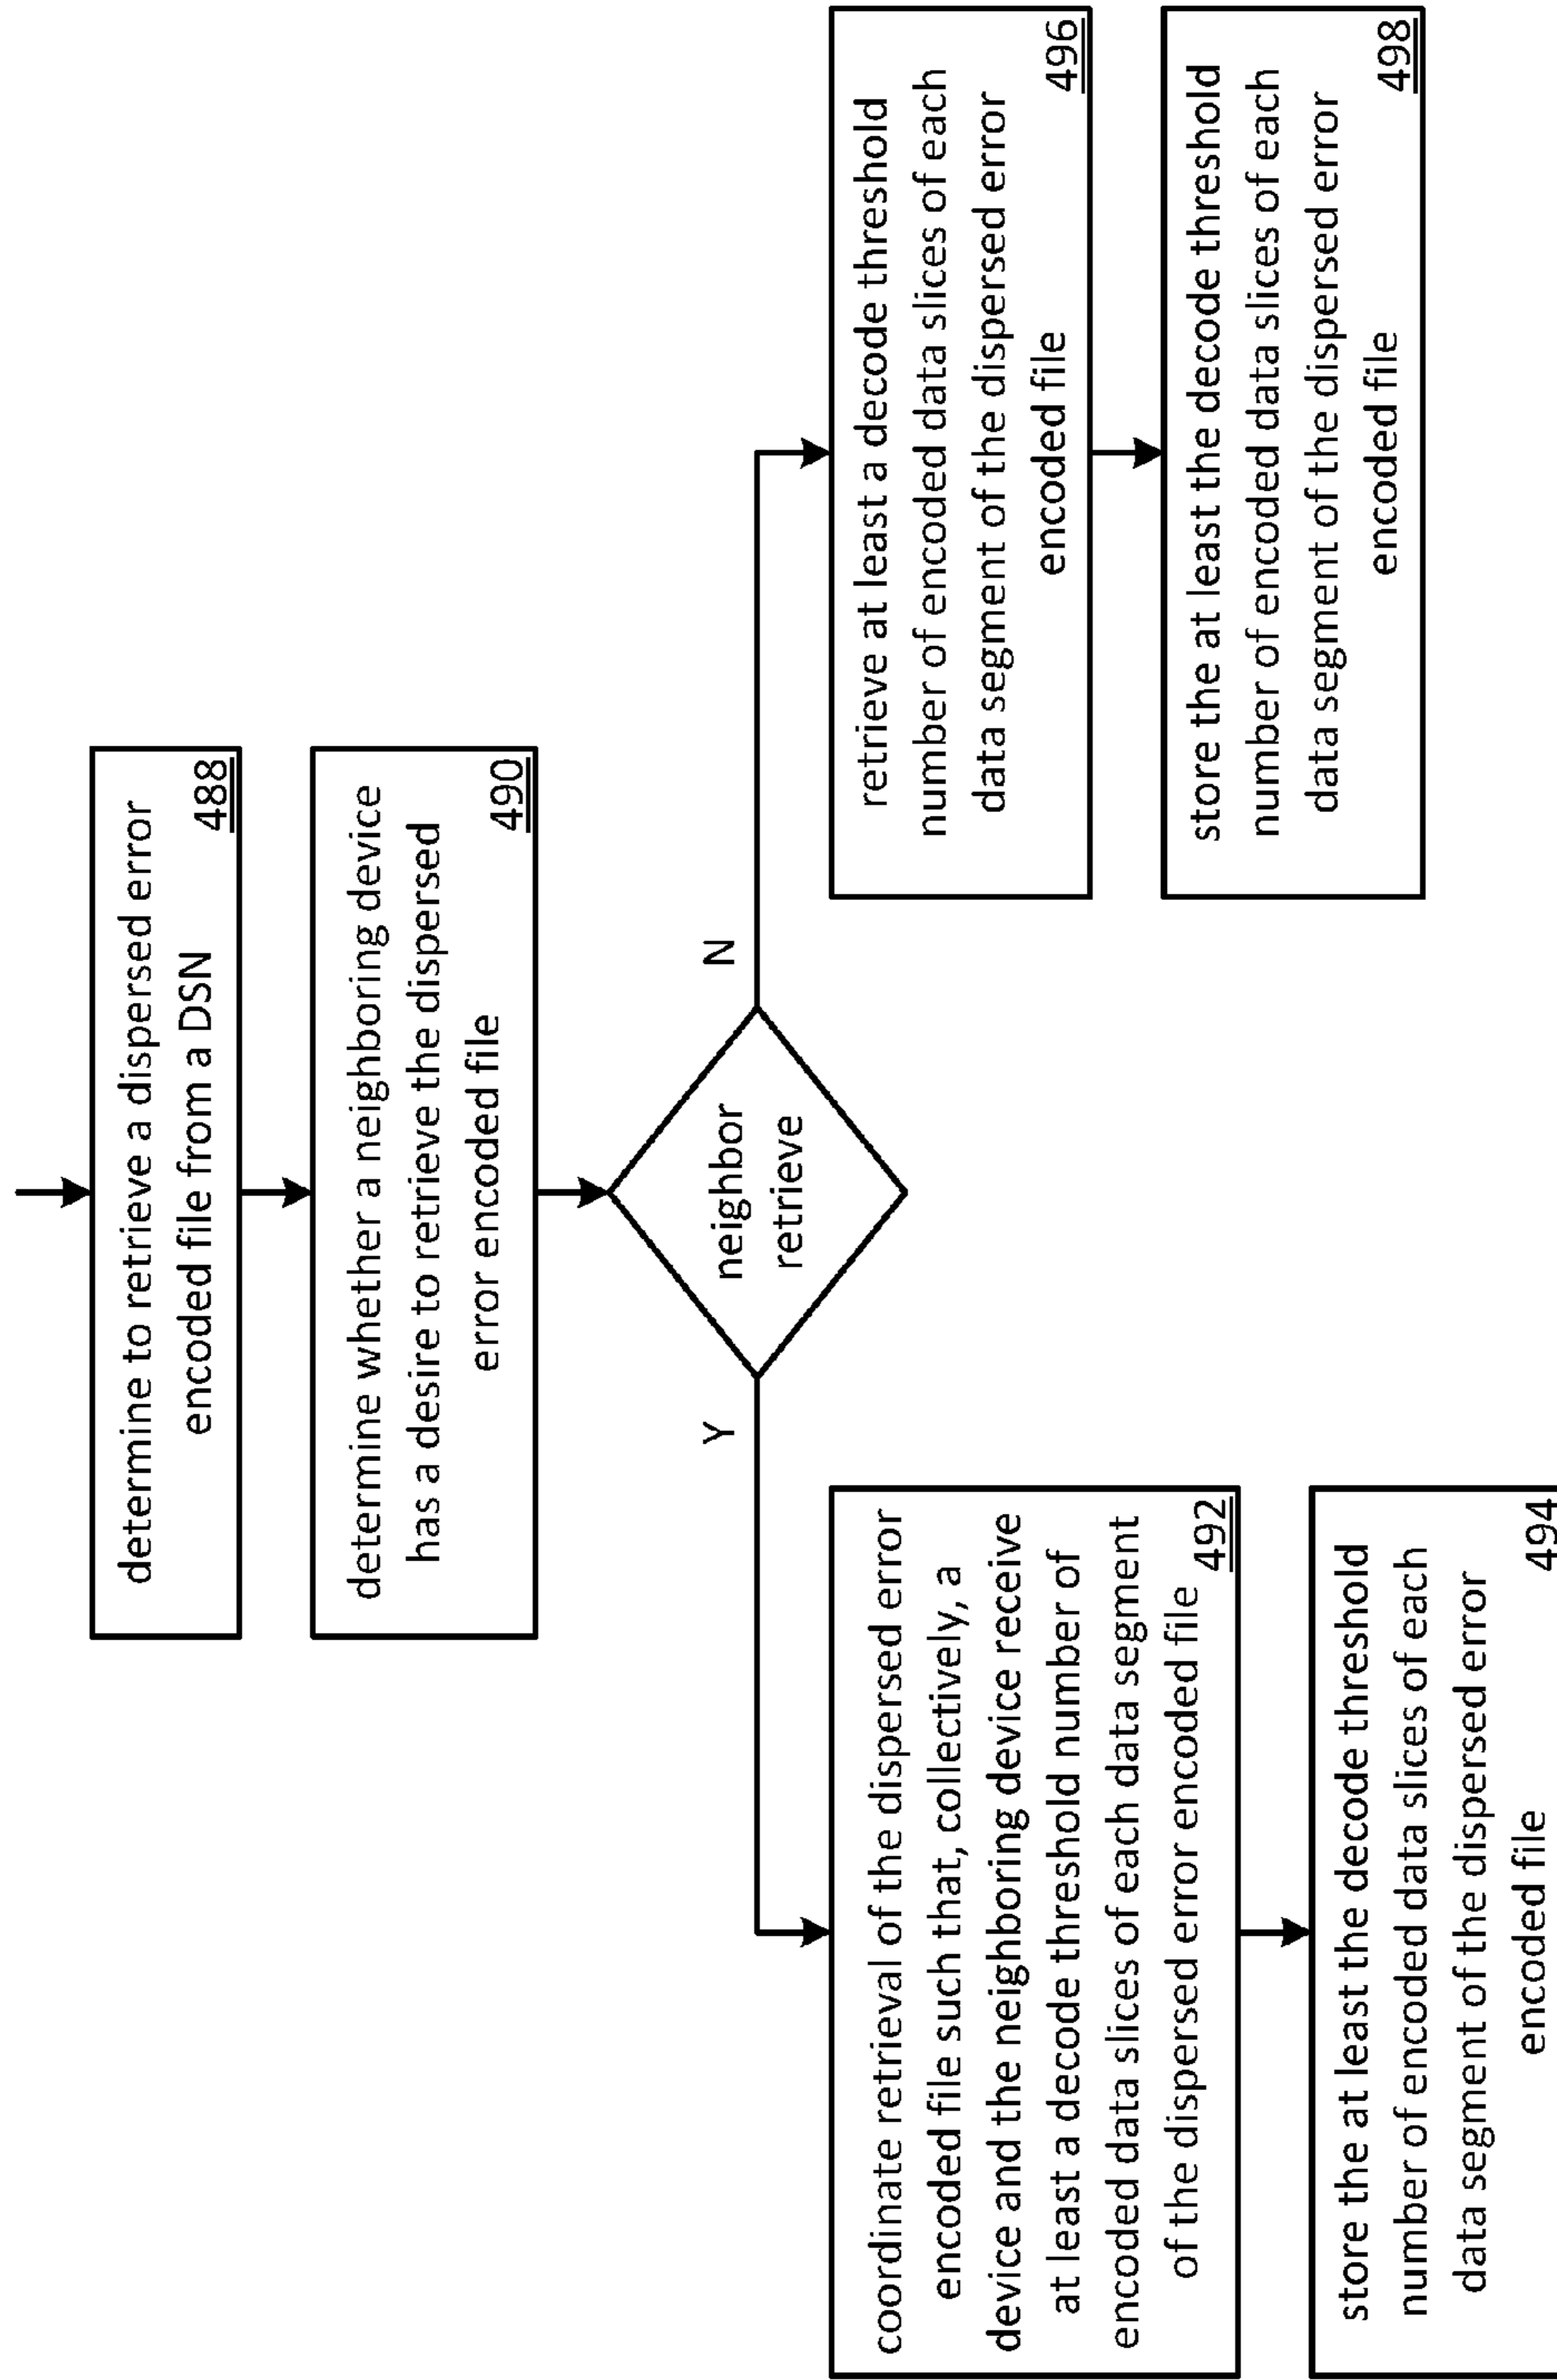 determine to retrieve a dispersed error
encoded file from a DSN
488
determine whether a neighboring device
has a desire to retrieve the dispersed
error encoded file
490
neighbor
retrieve
Y
N
coordinate retrieval of the dispersed error
encoded file such that, collectively, a
device and the neighboring device receive
at least a decode threshold number of
encoded data slices of each data segment
of the dispersed error encoded file
492
store the at least the decode threshold
number of encoded data slices of each
data segment of the dispersed error
encoded file
494
retrieve at least a decode threshold
number of encoded data slices of each
data segment of the dispersed error
encoded file
496
store the at least the decode threshold
number of encoded data slices of each
data segment of the dispersed error
encoded file
498